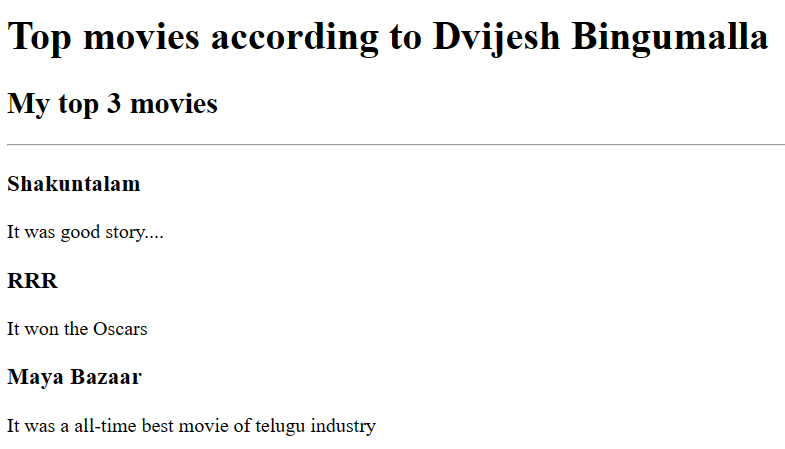 Top movies according to Dvijesh Bingumalla
My top 3 movies
Shakuntalam
It was good story....
RRR
It won the Oscars
Maya Bazaar
It was a all-time best movie of telugu industry